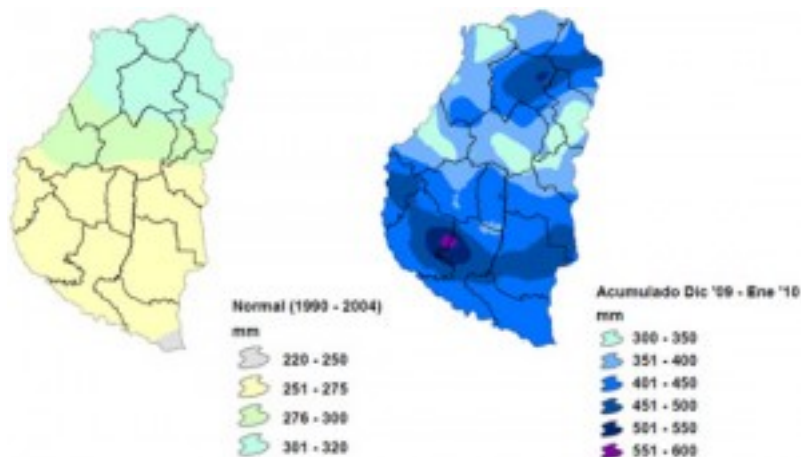 Normal (1990 - 2004)
mm
220 - 250
251 - 275
276 - 300
301 - 320
Acumulado Dic '09 - Ene '10
mm
300 - 350
351 - 400
401 - 450
451 - 500
501 - 550
551 - 600